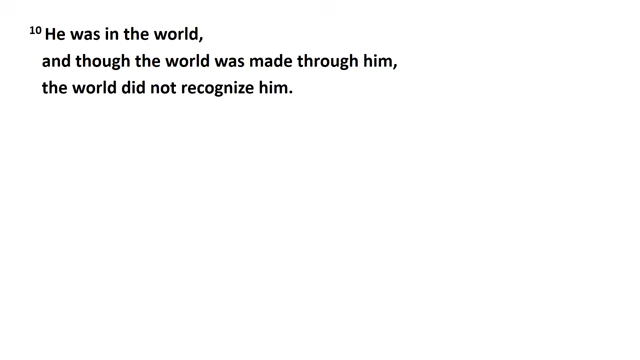 10 He was in the world,
and though the world was made through him,
the world did not recognize him.